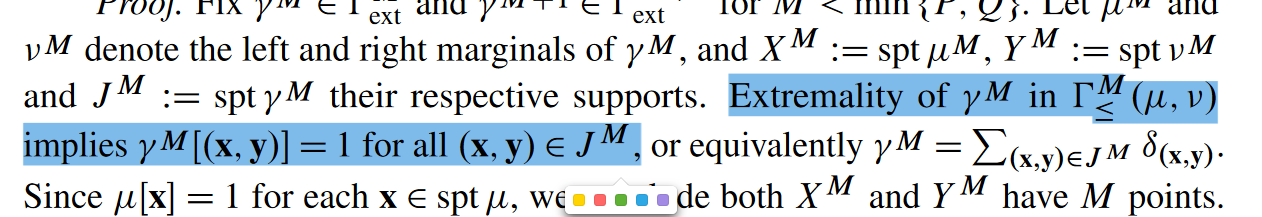 Proof. Fix γ^M ∈ Γ_ext and γ^{M+1} ∈ Γ_ext for M < min{P, Q}. Let μ^M and
ν^M denote the left and right marginals of γ^M, and X^M := spt μ^M, Y^M := spt ν^M
and J^M := spt γ^M their respective supports. Extremality of γ^M in Γ^M_≤(μ, ν)
implies γ^M[(x, y)] = 1 for all (x, y) ∈ J^M, or equivalently γ^M = ∑_{(x,y)∈J^M} δ_{(x,y)}.
Since μ[x] = 1 for each x ∈ spt μ, we de both X^M and Y^M have M points.